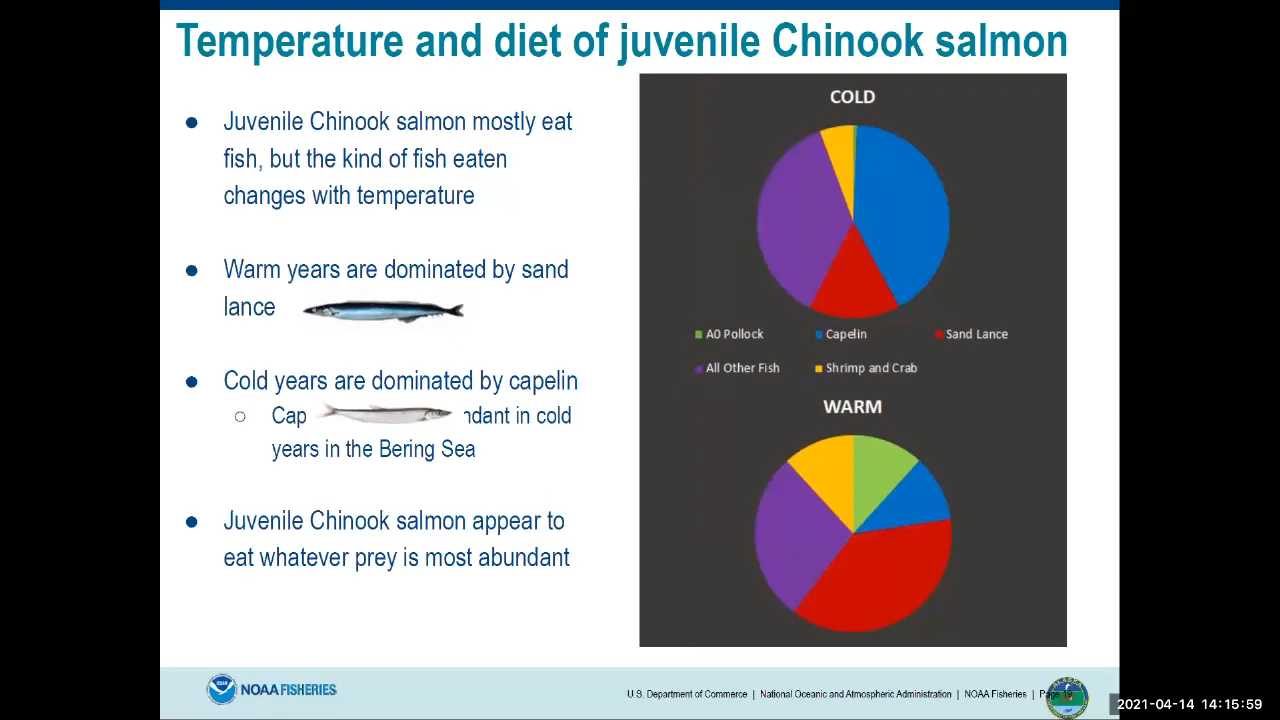 Temperature and diet of juvenile Chinook salmon
● Juvenile Chinook salmon mostly eat
fish, but the kind of fish eaten
changes with temperature
● Warm years are dominated by sand
lance
● Cold years are dominated by capelin
○ Cap ndant in cold
years in the Bering Sea
● Juvenile Chinook salmon appear to
eat whatever prey is most abundant
COLD
A0 Pollock Capelin Sand Lance
All Other Fish Shrimp and Crab
WARM
NOAA FISHERIES
U.S. Department of Commerce | National Oceanic and Atmospheric Administration | NOAA Fisheries | Page
2021-04-14 14:15:59